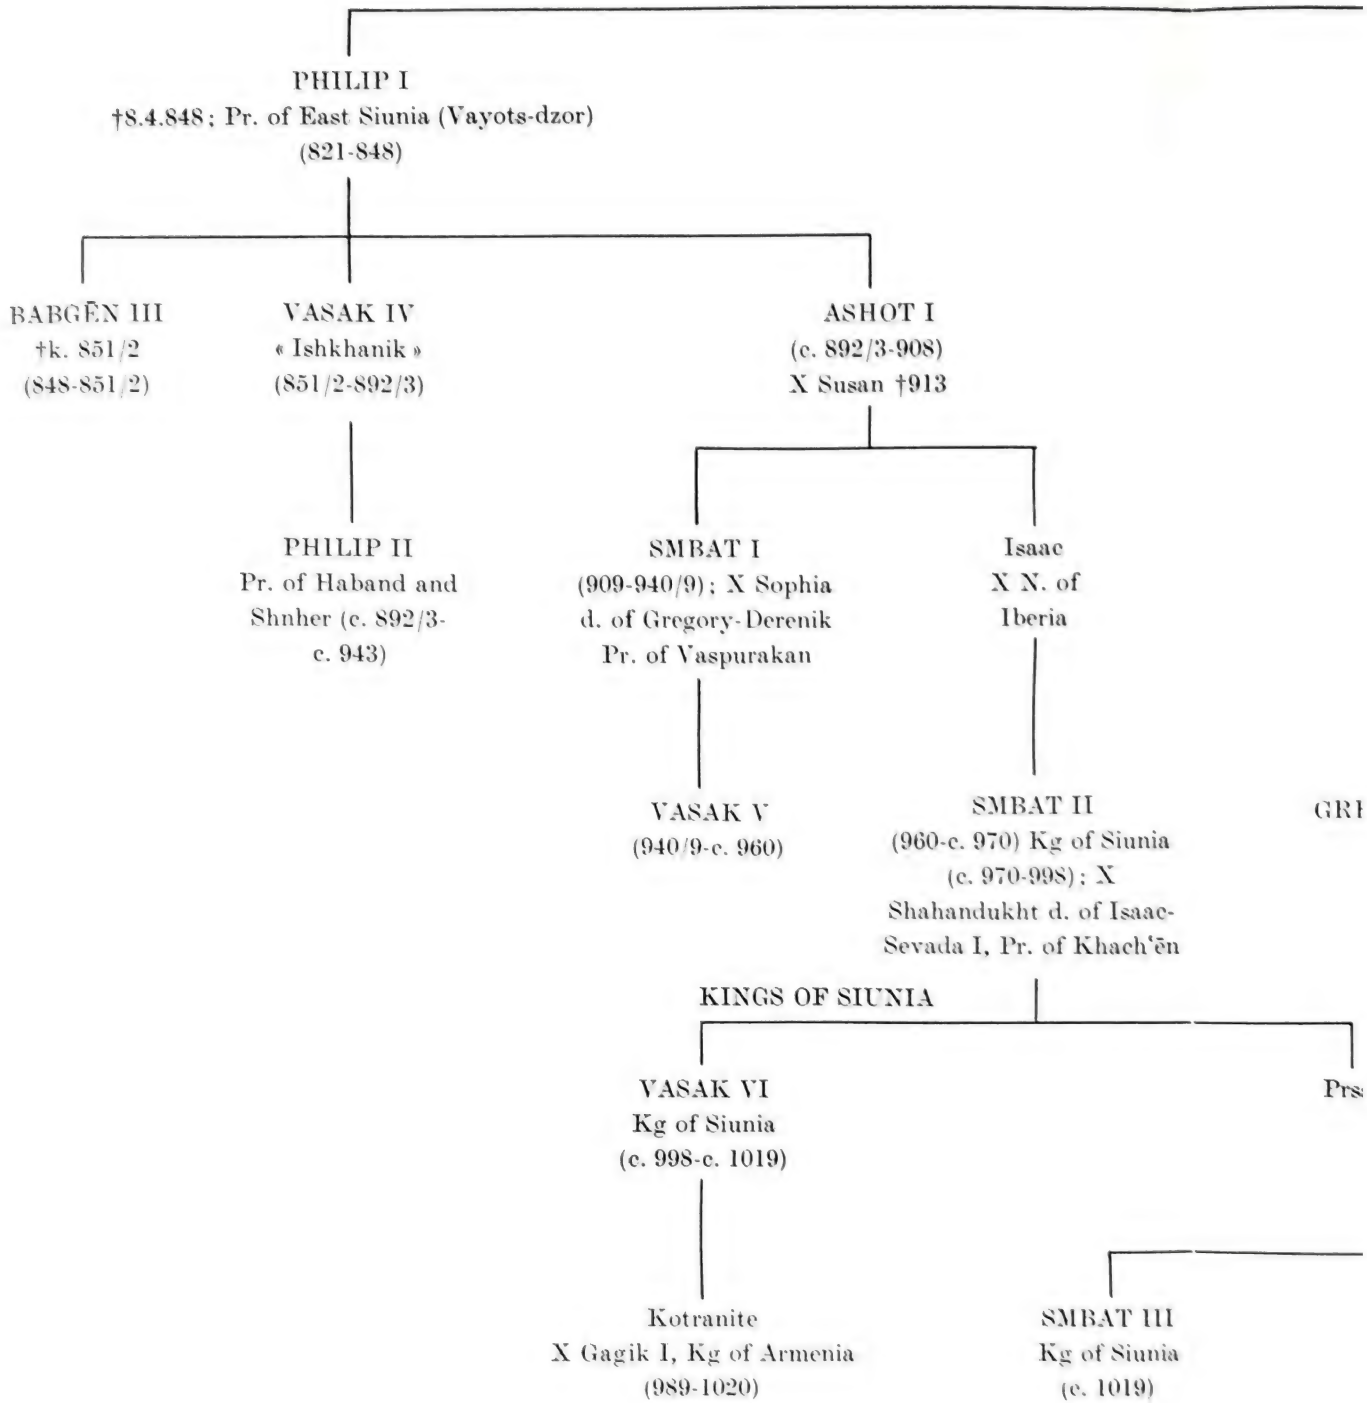 PHILIP I
†8.4.848; Pr. of East Siunia (Vayots-dzor)
(821-848)
BABGĒN III
†k. 851/2
(848-851/2)
VASAK IV
« Ishkhanik »
(851/2-892/3)
ASHOT I
(c. 892/3-908)
X Susan †913
PHILIP II
Pr. of Haband and
Shnher (c. 892/3-
c. 943)
SMBAT I
(909-940/9); X Sophia
d. of Gregory-Derenik
Pr. of Vaspurakan
Isaac
X N. of
Iberia
VASAK V
(940/9-c. 960)
SMBAT II
(960-c. 970) Kg of Siunia
(c. 970-998); X
Shahandukht d. of Isaac-
Sevada I, Pr. of Khach‘ēn
KINGS OF SIUNIA
VASAK VI
Kg of Siunia
(c. 998-c. 1019)
Kotranite
X Gagik I, Kg of Armenia
(989-1020)
SMBAT III
Kg of Siunia
(c. 1019)